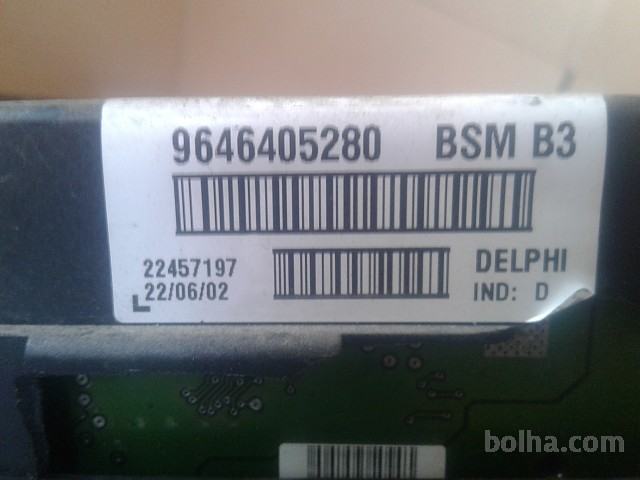 9646405280 BSM B3
22457197
22/06/02
DELPHI
IND: D
bolha.com